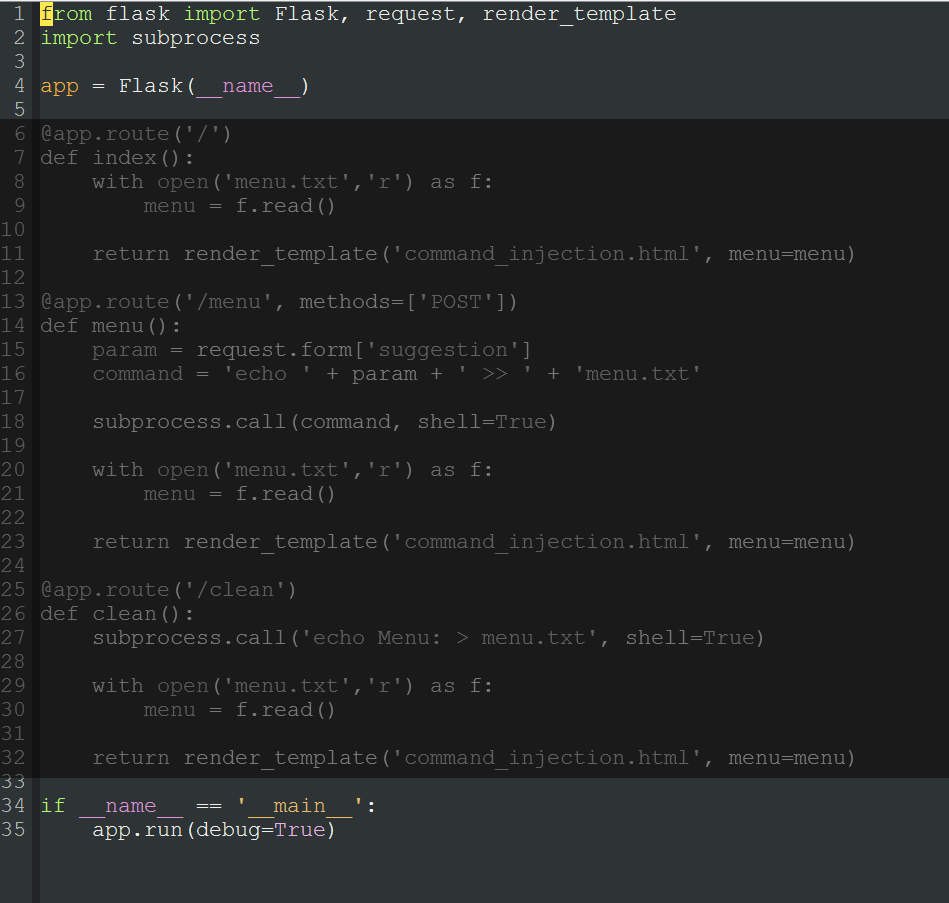 1 from flask import Flask, request, render_template
2 import subprocess
3
4 app = Flask(__name__)
5
6 @app.route('/')
7 def index():
8     with open('menu.txt','r') as f:
9         menu = f.read()
10
11     return render_template('command_injection.html', menu=menu)
12
13 @app.route('/menu', methods=['POST'])
14 def menu():
15     param = request.form['suggestion']
16     command = 'echo ' + param + ' >> ' + 'menu.txt'
17
18     subprocess.call(command, shell=True)
19
20     with open('menu.txt','r') as f:
21         menu = f.read()
22
23     return render_template('command_injection.html', menu=menu)
24
25 @app.route('/clean')
26 def clean():
27     subprocess.call('echo Menu: > menu.txt', shell=True)
28
29     with open('menu.txt','r') as f:
30         menu = f.read()
31
32     return render_template('command_injection.html', menu=menu)
33
34 if __name__ == '__main__':
35     app.run(debug=True)